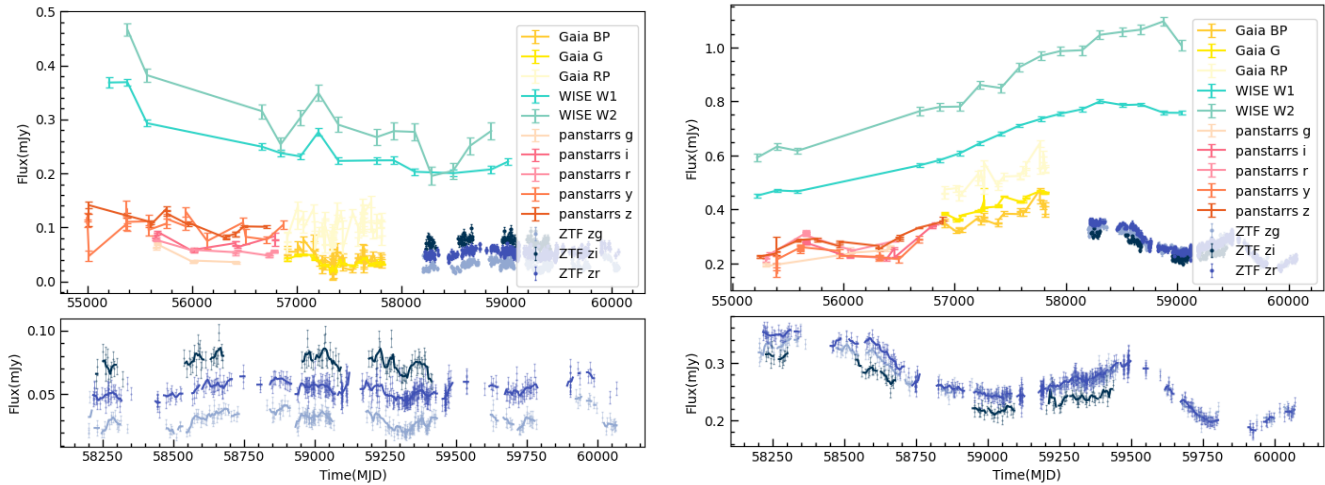 0.5
0.4
0.3
0.2
0.1
0.0
Flux(mJy)
Gaia BP
Gaia G
Gaia RP
WISE W1
WISE W2
panstarrs g
panstarrs i
panstarrs r
panstarrs y
panstarrs z
ZTF zg
ZTF zi
ZTF zr
55000 56000 57000 58000 59000 60000
0.10
0.05
Flux(mJy)
58250 58500 58750 59000 59250 59500 59750 60000
Time(MJD)
1.0
0.8
0.6
0.4
0.2
Flux(mJy)
Gaia BP
Gaia G
Gaia RP
WISE W1
WISE W2
panstarrs g
panstarrs i
panstarrs r
panstarrs y
panstarrs z
ZTF zg
ZTF zi
ZTF zr
55000 56000 57000 58000 59000 60000
0.3
0.2
Flux(mJy)
58250 58500 58750 59000 59250 59500 59750 60000
Time(MJD)